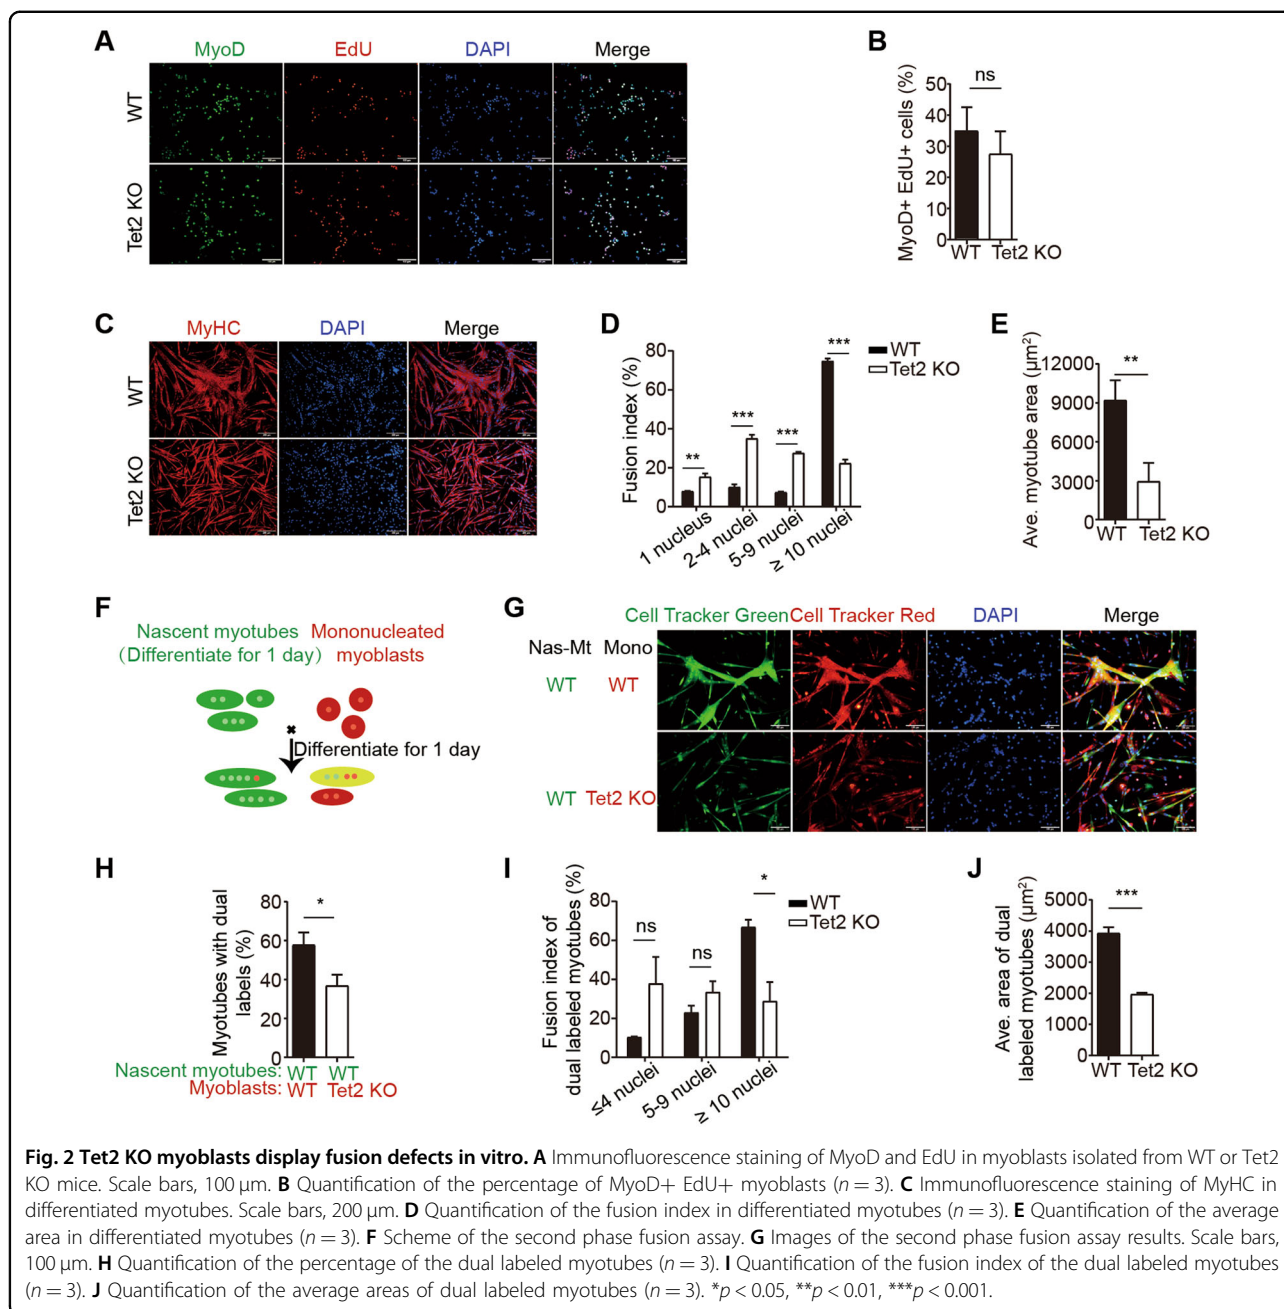 A
MyoD EdU DAPI Merge
WT
Tet2 KO
B
MyoD+ EdU+ cells (%)
50
40
30
20
10
0
ns
WT Tet2 KO
C
MyHC DAPI Merge
WT
Tet2 KO
D
Fusion index (%)
80
60
40
20
0
** *** *** ***
WT
Tet2 KO
1 nucleus
2-4 nuclei
5-9 nuclei
≥ 10 nuclei
E
Ave. myotube area (µm²)
12000
9000
6000
3000
0
**
WT Tet2 KO
F
Nascent myotubes Mononucleated
(Differentiate for 1 day) myoblasts
Differentiate for 1 day
G
Cell Tracker Green Cell Tracker Red DAPI Merge
Nas-Mt Mono
WT WT
WT Tet2 KO
H
Myotubes with dual
labels (%)
80
60
40
20
0
*
Nascent myotubes: WT WT
Myoblasts: WT Tet2 KO
I
Fusion index of
dual labeled myotubes (%)
80
60
40
20
0
ns ns *
WT
Tet2 KO
≤4 nuclei
5-9 nuclei
≥ 10 nuclei
J
Ave. area of dual
labeled myotubes (µm²)
5000
4000
3000
2000
1000
0
***
WT Tet2 KO
Fig. 2 Tet2 KO myoblasts display fusion defects in vitro. A Immunofluorescence staining of MyoD and EdU in myoblasts isolated from WT or Tet2
KO mice. Scale bars, 100 µm. B Quantification of the percentage of MyoD+ EdU+ myoblasts (n = 3). C Immunofluorescence staining of MyHC in
differentiated myotubes. Scale bars, 200 µm. D Quantification of the fusion index in differentiated myotubes (n = 3). E Quantification of the average
area in differentiated myotubes (n = 3). F Scheme of the second phase fusion assay. G Images of the second phase fusion assay results. Scale bars,
100 µm. H Quantification of the percentage of the dual labeled myotubes (n = 3). I Quantification of the fusion index of the dual labeled myotubes
(n = 3). J Quantification of the average areas of dual labeled myotubes (n = 3). *p < 0.05, **p < 0.01, ***p < 0.001.